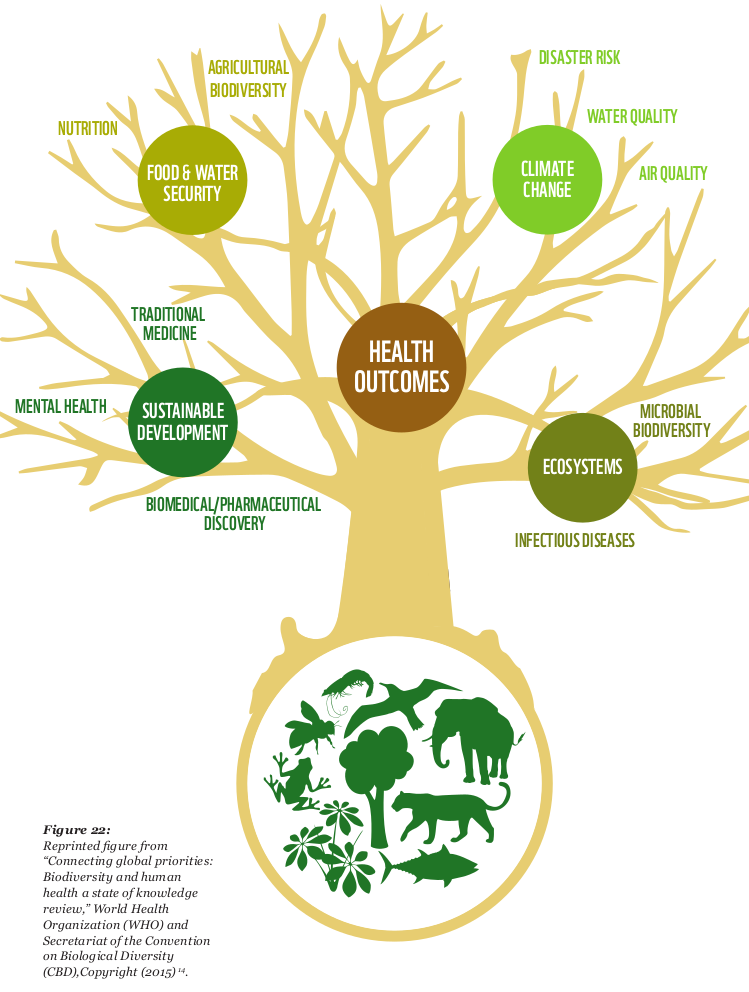 AGRICULTURAL
BIODIVERSITY
NUTRITION
FOOD & WATER
SECURITY
DISASTER RISK
WATER QUALITY
AIR QUALITY
CLIMATE
CHANGE
TRADITIONAL
MEDICINE
HEALTH
OUTCOMES
MENTAL HEALTH
SUSTAINABLE
DEVELOPMENT
MICROBIAL
BIODIVERSITY
ECOSYSTEMS
BIOMEDICAL/PHARMACEUTICAL
DISCOVERY
INFECTIOUS DISEASES
Figure 22:
Reprinted figure from
“Connecting global priorities:
Biodiversity and human
health a state of knowledge
review,” World Health
Organization (WHO) and
Secretariat of the Convention
on Biological Diversity
(CBD),Copyright (2015) 14.